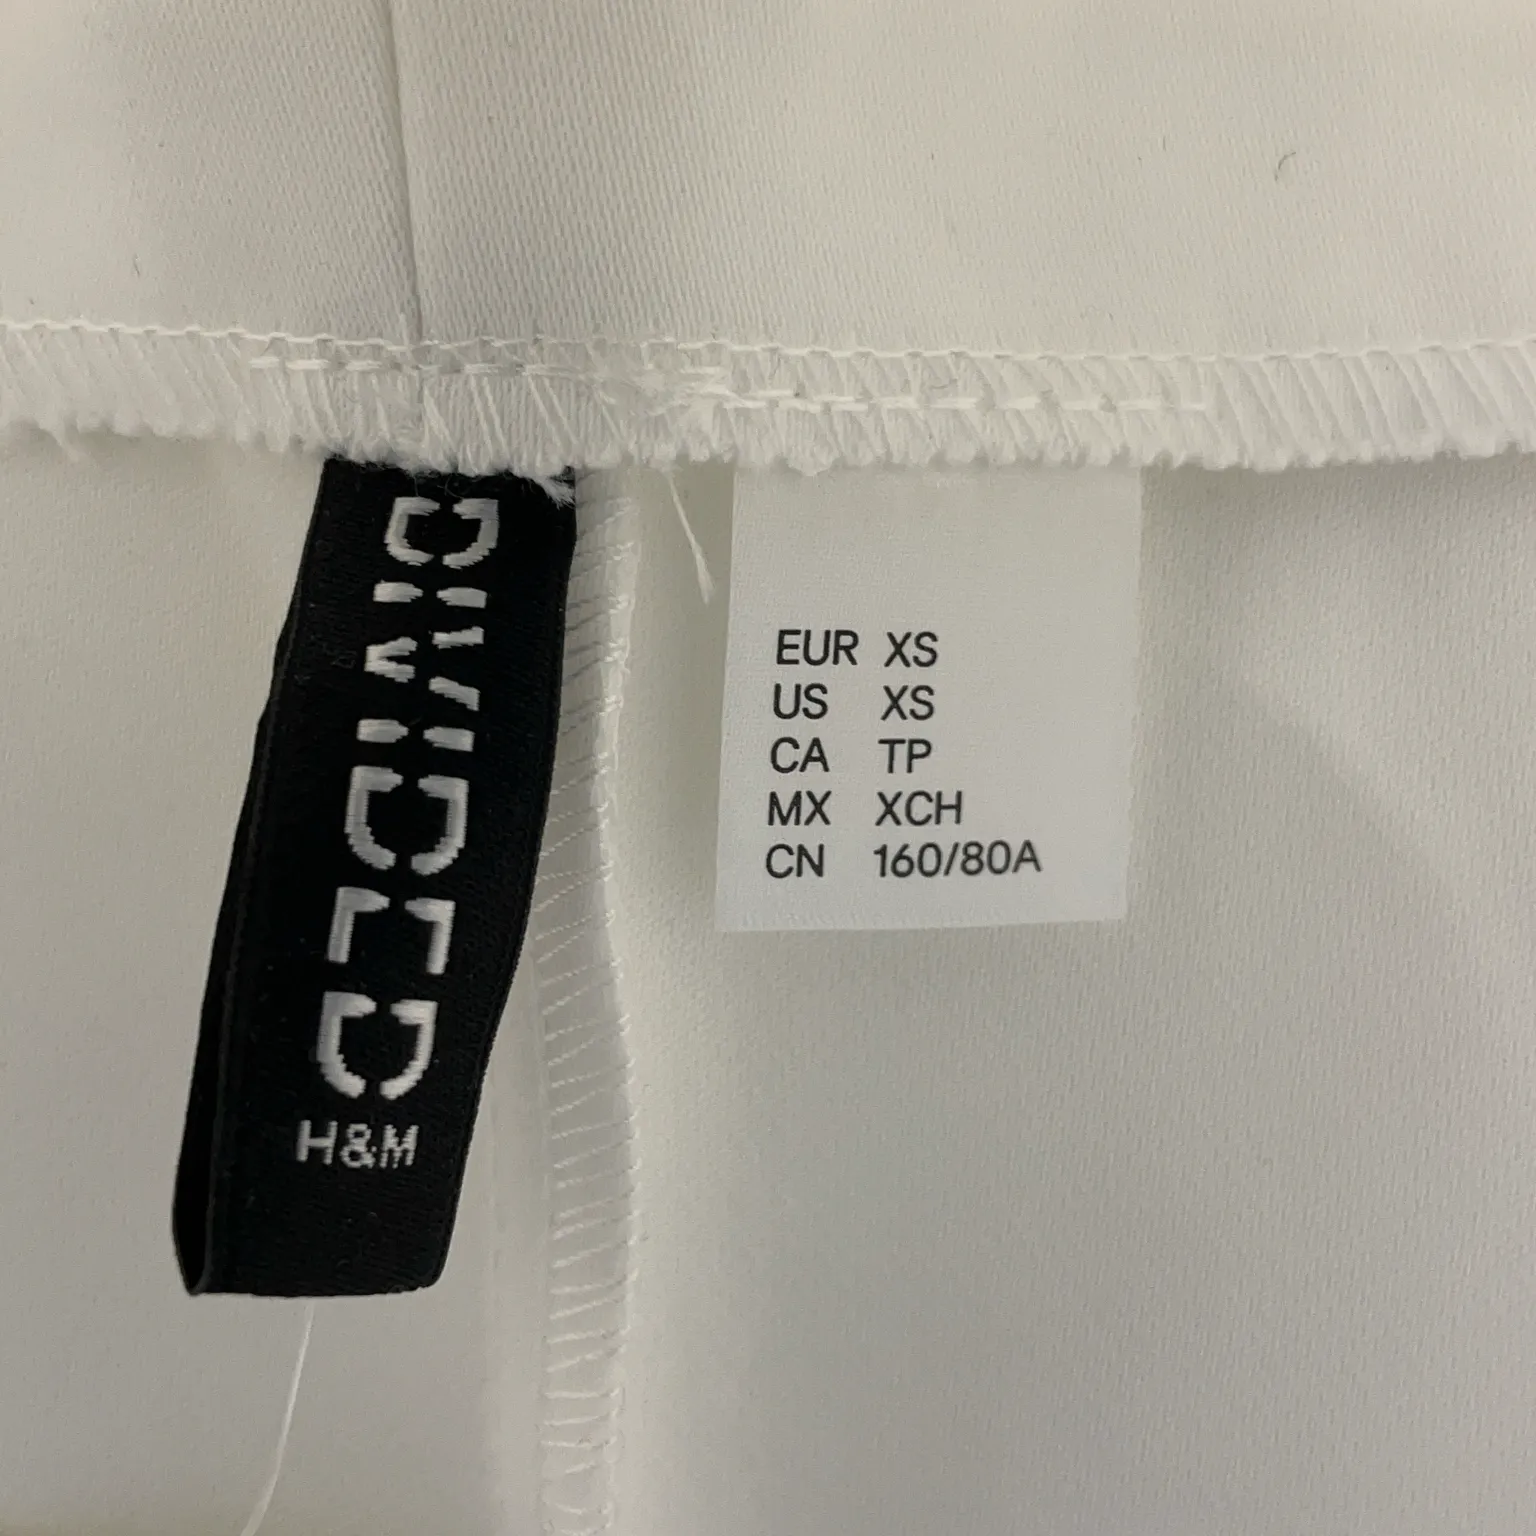 DIVIDED
H&M
EUR XS
US XS
CA TP
MX XCH
CN 160/80A